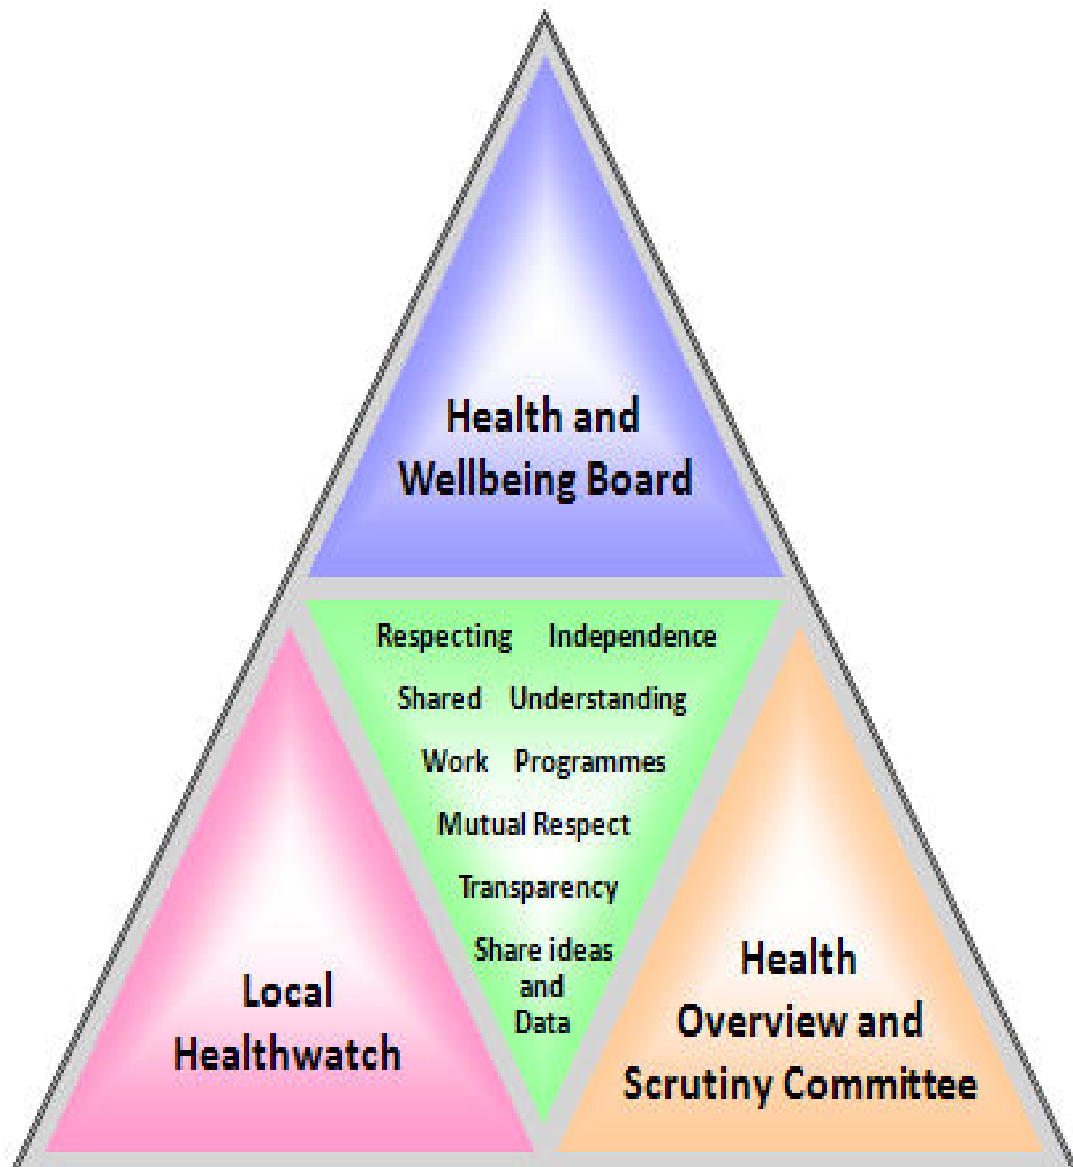 Health and
Wellbeing Board
Respecting Independence
Shared Understanding
Work Programmes
Mutual Respect
Transparency
Share ideas
and
Data
Local
Healthwatch
Health
Overview and
Scrutiny Committee